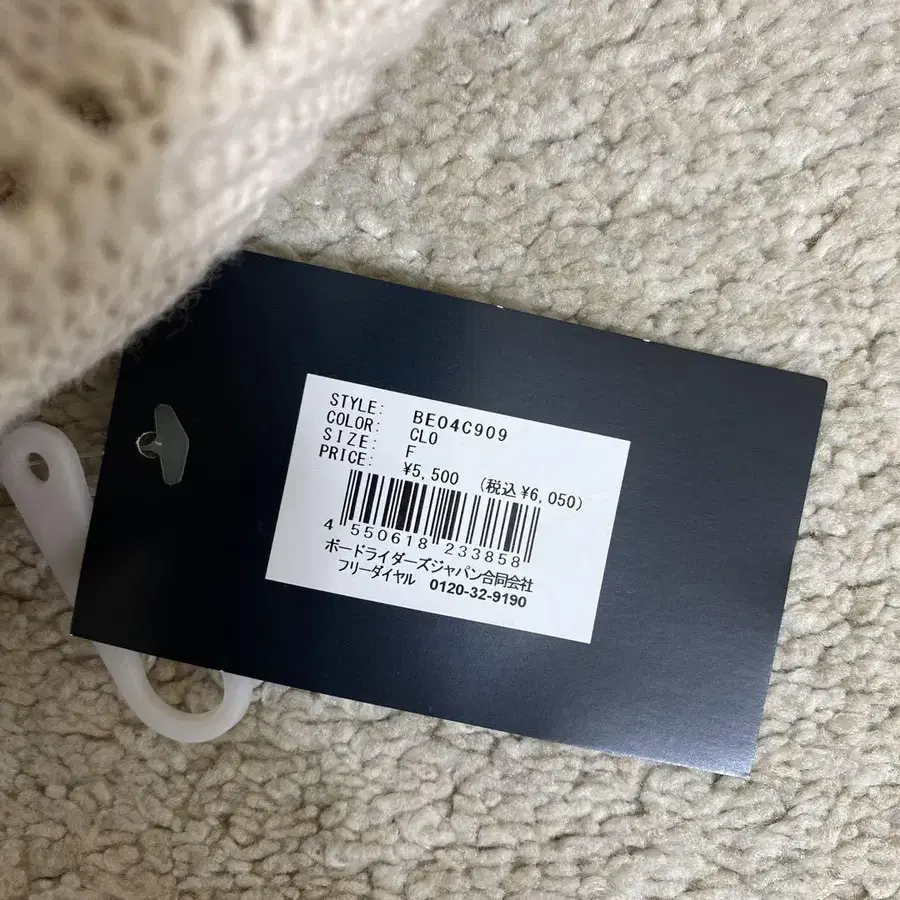 STYLE: BE04C909
COLOR: CLO
SIZE: F
PRICE: ¥5,500 (税込¥6,050)
4 550618 233858
ボードライダーズジャパン合同会社
フリーダイヤル 0120-32-9190